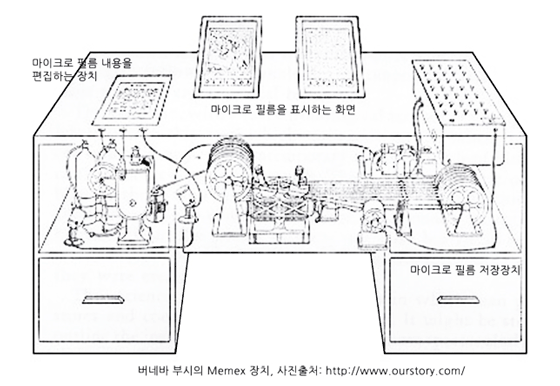 마이크로 필름 내용을
편집하는 장치
마이크로 필름을 표시하는 화면
마이크로 필름 저장장치
버네바 부시의 Memex 장치, 사진출처: http://www.ourstory.com/